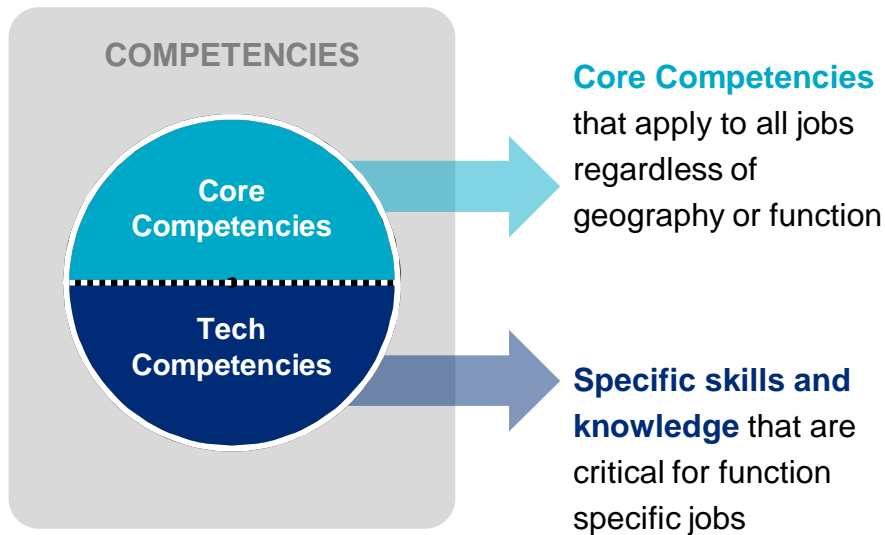 COMPETENCIES
Core
Competencies
Tech
Competencies
Core Competencies
that apply to all jobs
regardless of
geography or function
Specific skills and
knowledge that are
critical for function
specific jobs